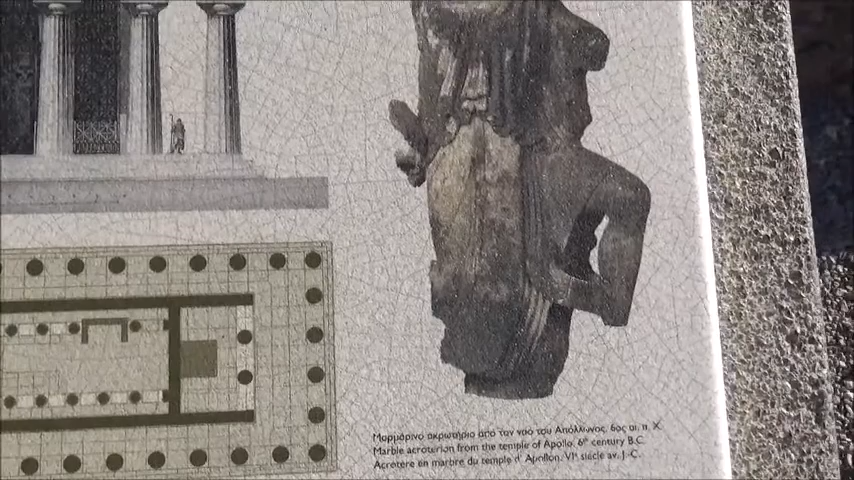 Μαρμάρινο ακρωτήριο από τον ναό του Απόλλωνος. 6ος αι. π. Χ.
Marble acroterion from the temple of Apollo, 6th century B.C.
Acrotère en marbre du temple d' Apollon. VIe siècle av. J.-C.